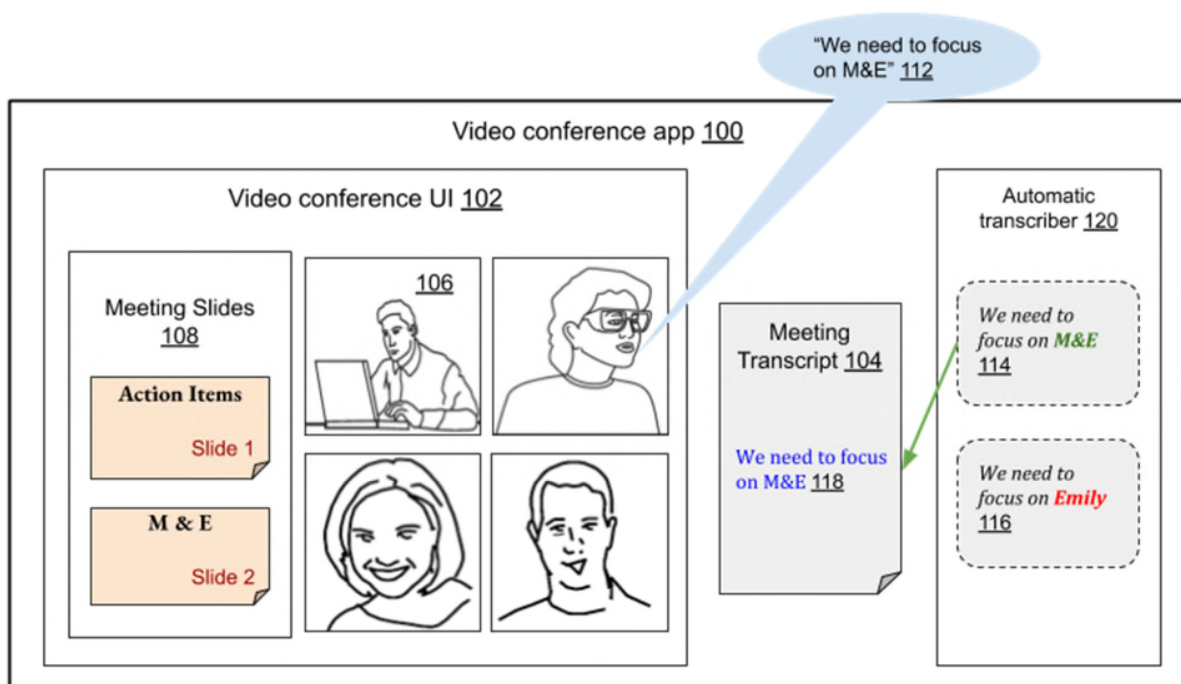 “We need to focus
on M&E” 112
Video conference app 100
Video conference UI 102
Meeting Slides
108
Action Items
Slide 1
M & E
Slide 2
106
Meeting
Transcript 104
We need to focus
on M&E 118
Automatic
transcriber 120
We need to
focus on M&E
114
We need to
focus on Emily
116